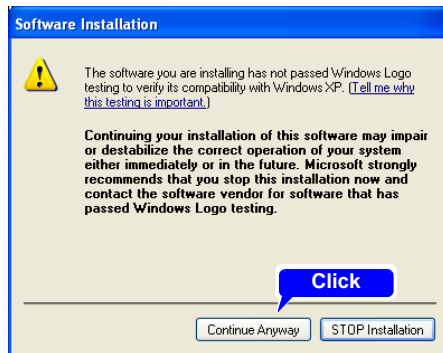 Software Installation
The software you are installing has not passed Windows Logo
testing to verify its compatibility with Windows XP. (Tell me why
this testing is important.)
Continuing your installation of this software may impair
or destabilize the correct operation of your system
either immediately or in the future. Microsoft strongly
recommends that you stop this installation now and
contact the software vendor for software that has
passed Windows Logo testing.
Click
Continue Anyway STOP Installation